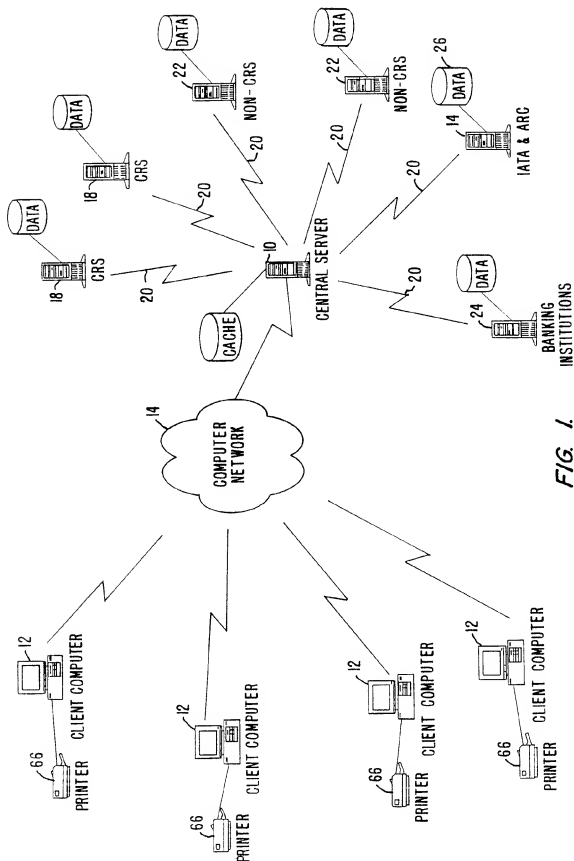 DATA
18
CRS
20
DATA
18
CRS
20
DATA
22
NON-CRS
20
DATA
22
NON-CRS
20
26
DATA
14
IATA & ARC
20
DATA
24
BANKING
INSTITUTIONS
20
CACHE
10
CENTRAL SERVER
14
COMPUTER
NETWORK
12
CLIENT COMPUTER
66
PRINTER
12
CLIENT COMPUTER
66
PRINTER
12
CLIENT COMPUTER
66
PRINTER
12
CLIENT COMPUTER
66
PRINTER
FIG. 1.